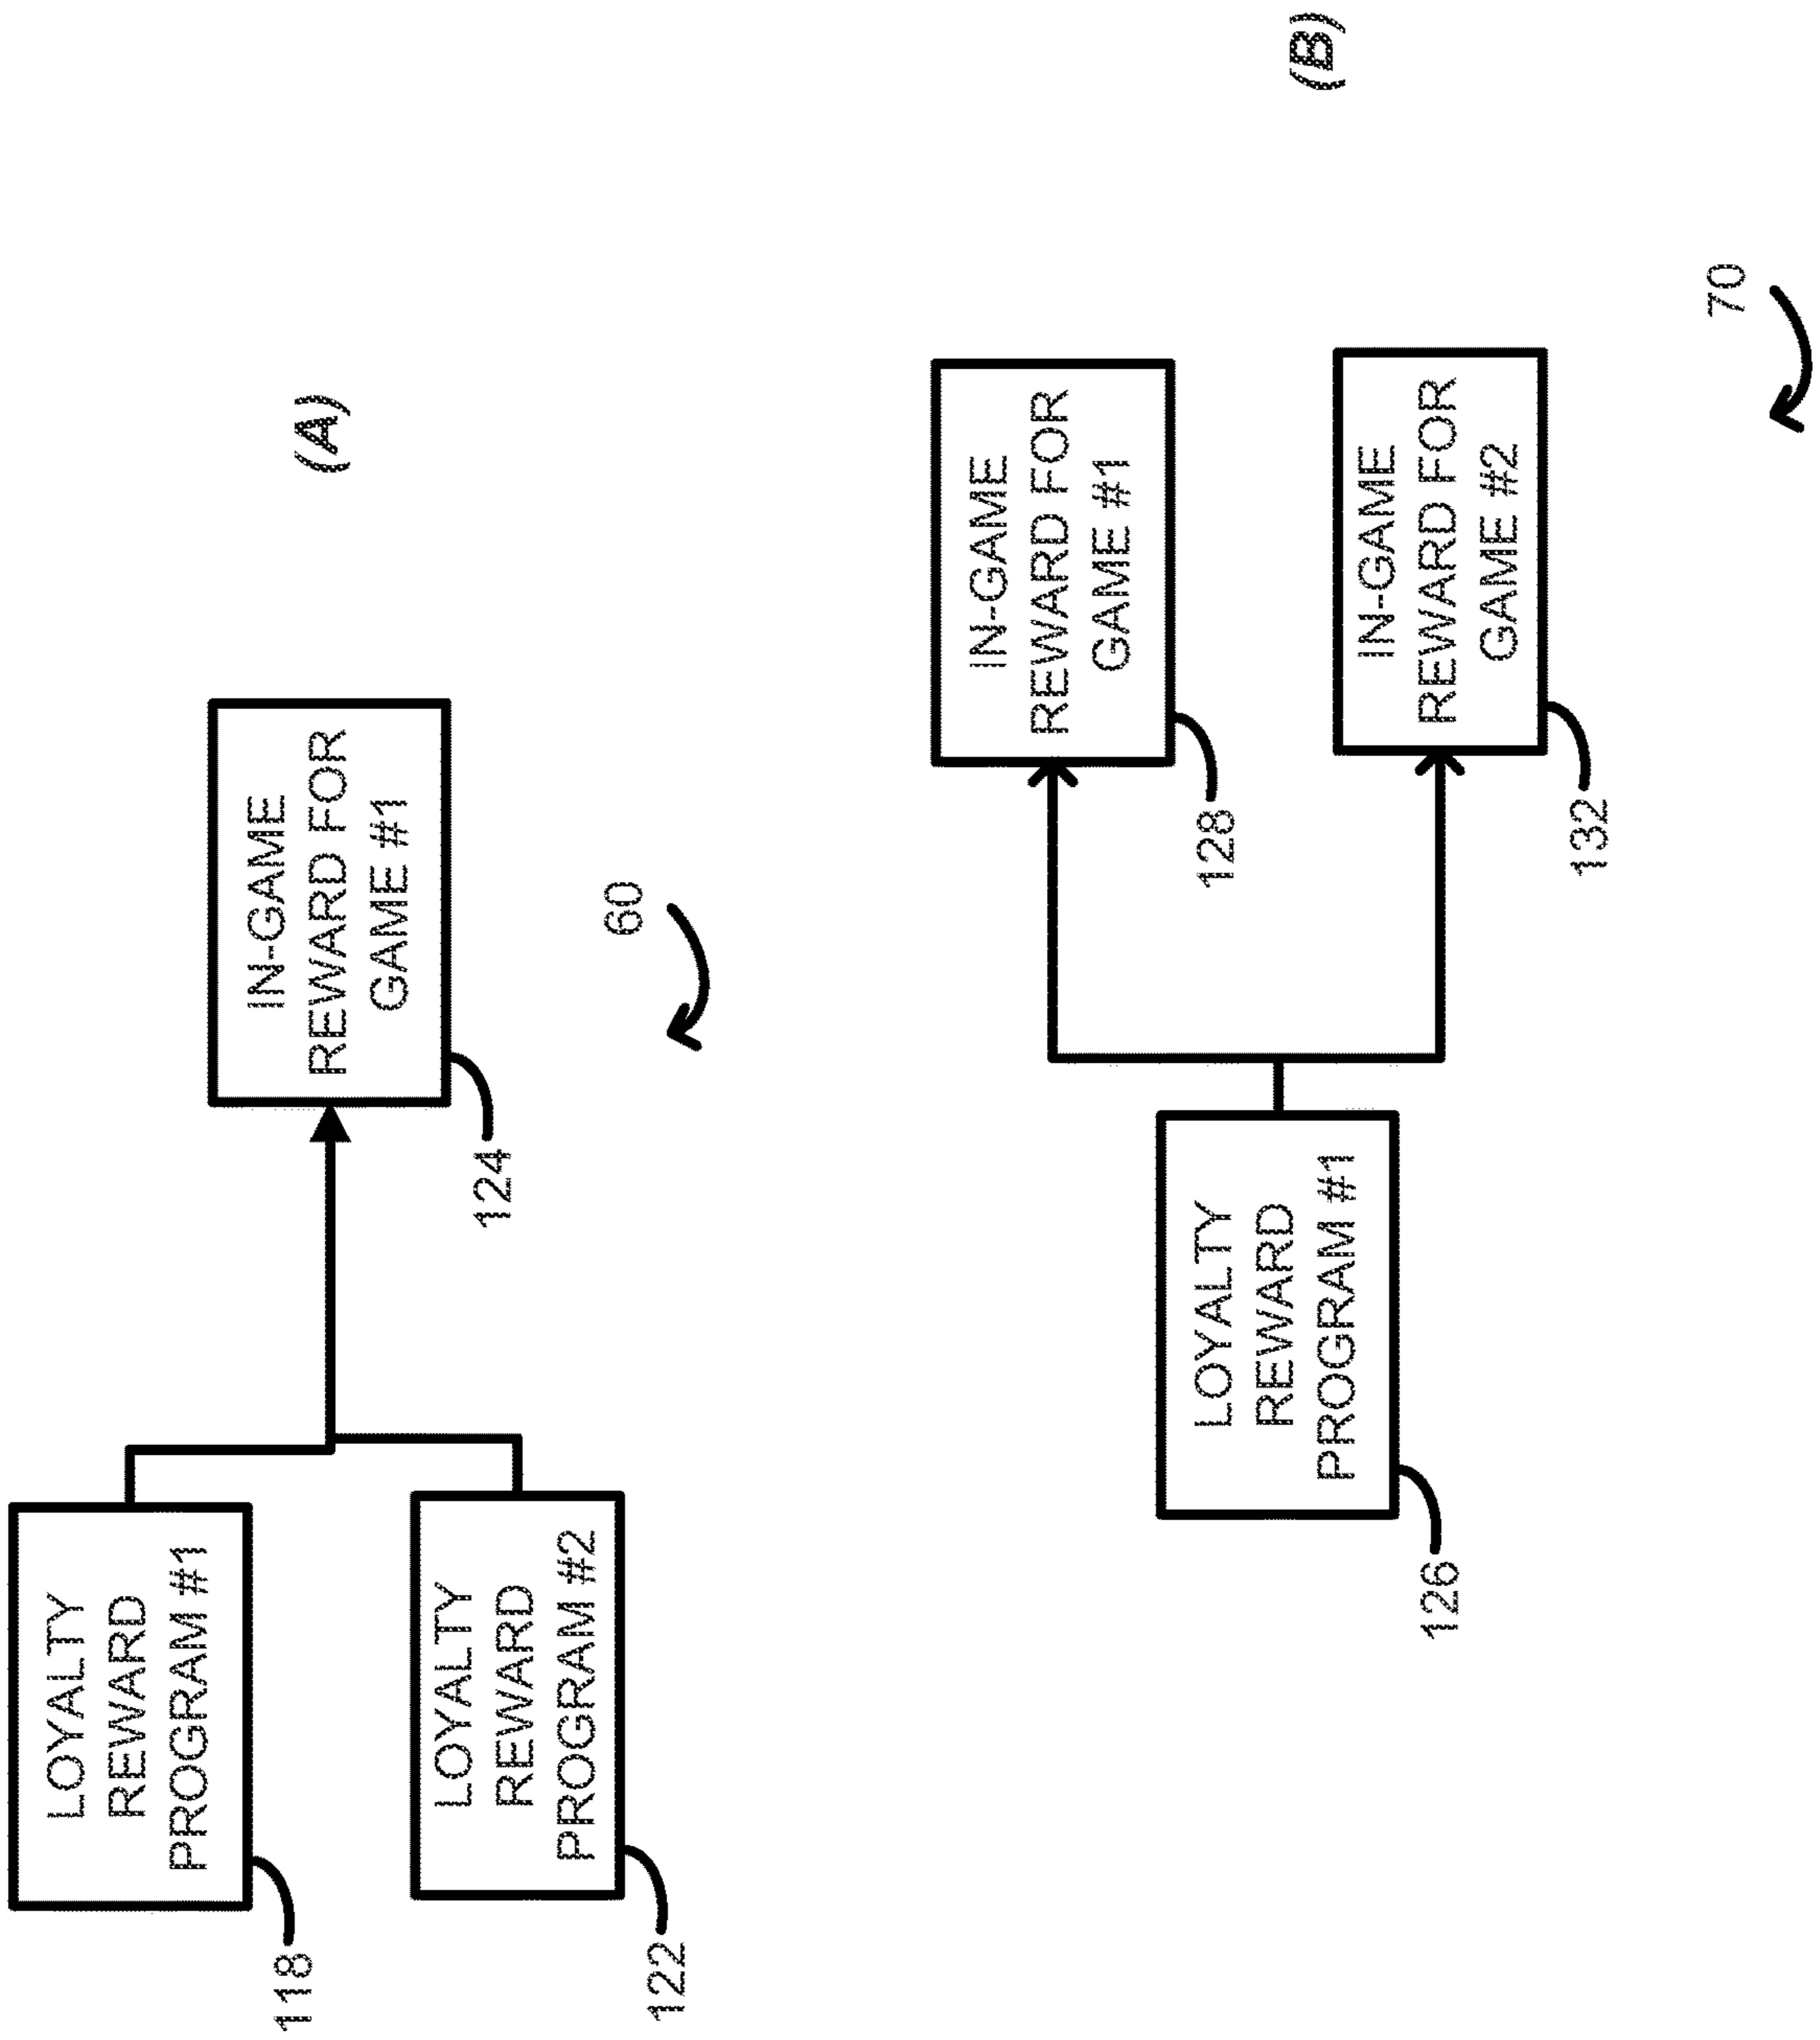 LOYALTY
REWARD
PROGRAM #1
118
LOYALTY
REWARD
PROGRAM #2
122
IN-GAME
REWARD FOR
GAME #1
124
60
(A)
LOYALTY
REWARD
PROGRAM #1
126
IN-GAME
REWARD FOR
GAME #1
128
IN-GAME
REWARD FOR
GAME #2
132
70
(B)